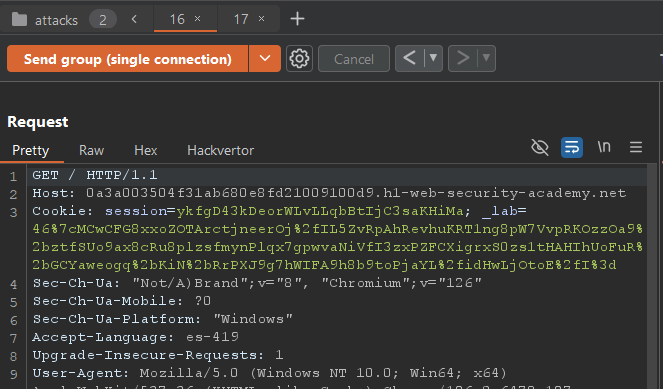 attacks 2 16 × 17 × +
Send group (single connection) Cancel
Request
Pretty Raw Hex Hackvertor \n
1 GET / HTTP/1.1
2 Host: 0a3a003504f31ab680e8fd21009100d9.h1-web-security-academy.net
3 Cookie: session=ykfgD43kDeorWLvLLqbBtIjC3saKHiMa; _lab=
46%7cMCwCFG8xxoZOTArctjneerOj%2fIL5ZvRpAhRevhuKRTlng8pW7VvpRKOzzOa9%
2bztfSUo9ax8cRu8plzsfmynPlqx7gpwvaNiVfI3zxPZFCXigrxS0zsltHAHIhUoFuR%
2bGCYaweogq%2bKiN%2bRrPXJ9g7hWIFA9h8b9toPjaYL%2fidHwLjOtoE%2fI%3d
4 Sec-Ch-Ua: "Not/A)Brand";v="8", "Chromium";v="126"
5 Sec-Ch-Ua-Mobile: ?0
6 Sec-Ch-Ua-Platform: "Windows"
7 Accept-Language: es-419
8 Upgrade-Insecure-Requests: 1
9 User-Agent: Mozilla/5.0 (Windows NT 10.0; Win64; x64)